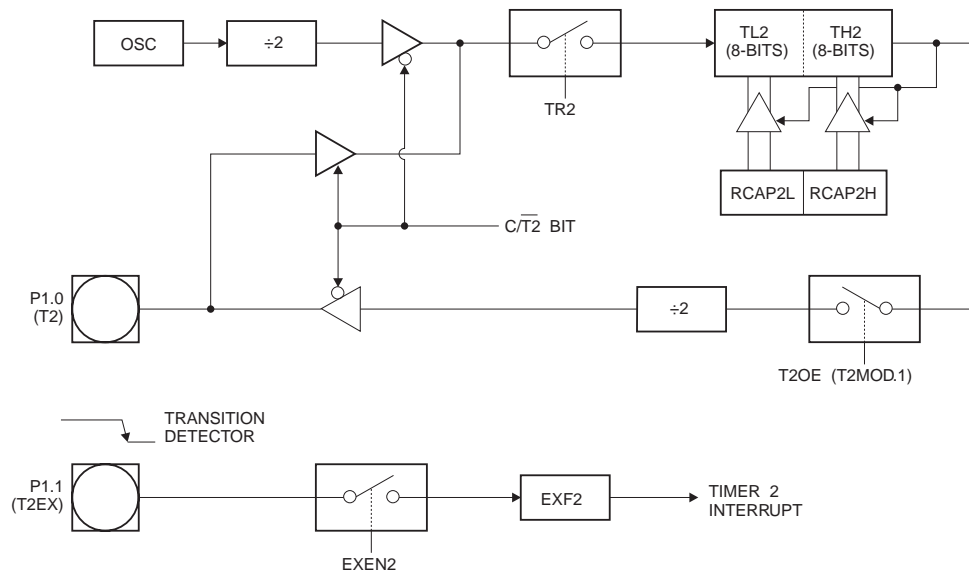 OSC
÷2
TR2
TL2
(8-BITS)
TH2
(8-BITS)
RCAP2L
RCAP2H
C/T2 BIT
P1.0
(T2)
÷2
T2OE (T2MOD.1)
TRANSITION
DETECTOR
P1.1
(T2EX)
EXEN2
EXF2
TIMER 2
INTERRUPT